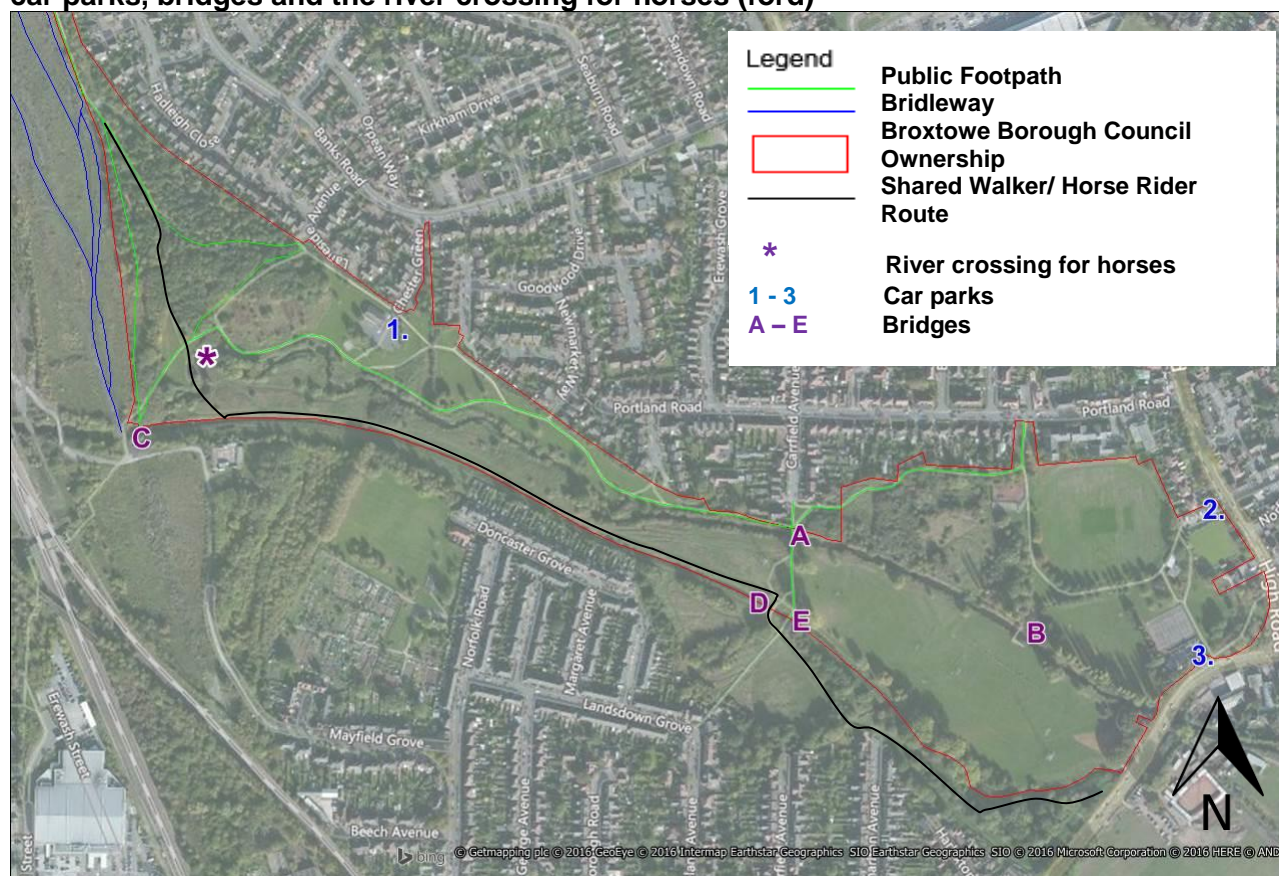 car parks, bridges and the river crossing for horses (ford)
Legend
Public Footpath
Bridleway
Broxtowe Borough Council
Ownership
Shared Walker/ Horse Rider
Route
*
River crossing for horses
1 - 3
Car parks
A – E
Bridges
Hadleigh Close
Banks Road
Orpean Way
Kirkham Drive
Seaburn Road
Sandown Road
Lakeside Avenue
Chester Green
Goodwood Drive
Newmarket Way
Erewash Grove
1.
*
Portland Road
Carrfield Avenue
Portland Road
C
2.
High Road
A
D
E
B
3.
Doncaster Grove
Norfolk Road
Margaret Avenue
Landsdown Grove
Mayfield Grove
Erewash Street
Beech Avenue
Street
N
bing
© Getmapping plc © 2016 GeoEye © 2016 Intermap Earthstar Geographics SIO Earthstar Geographics SIO © 2016 Microsoft Corporation © 2016 HERE © AND